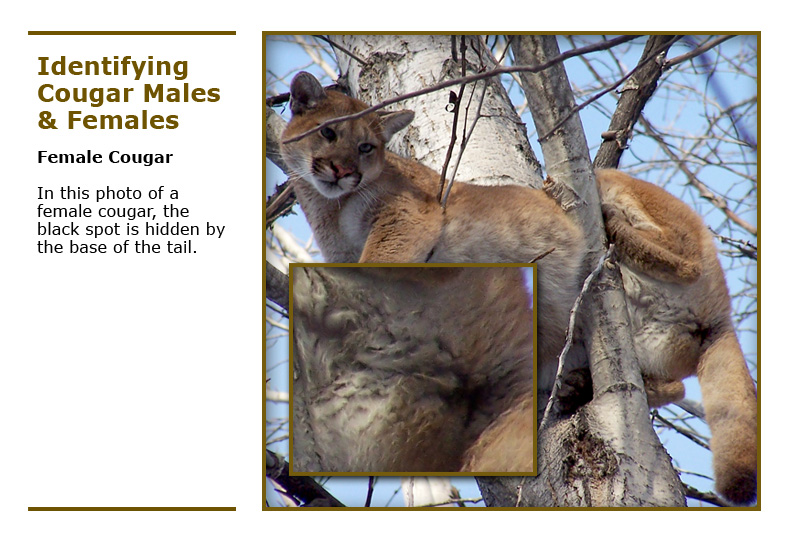 Identifying
Cougar Males
& Females
Female Cougar
In this photo of a
female cougar, the
black spot is hidden by
the base of the tail.